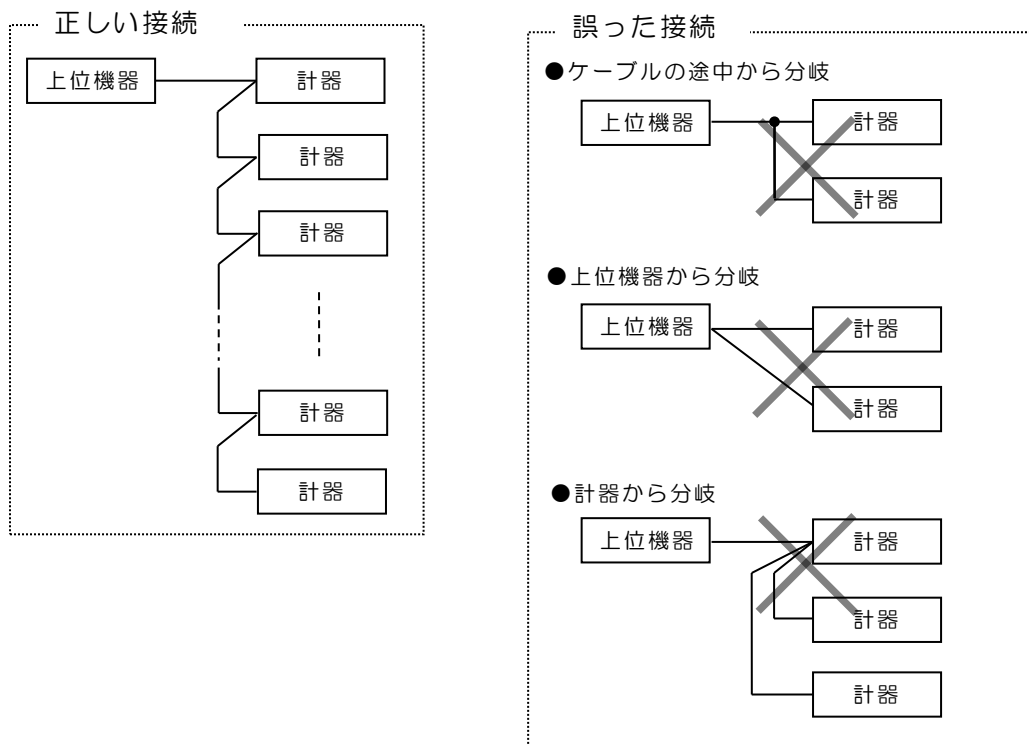 正しい接続
上位機器
計器
計器
計器
計器
計器
誤った接続
●ケーブルの途中から分岐
上位機器
計器
計器
●上位機器から分岐
上位機器
計器
計器
●計器から分岐
上位機器
計器
計器
計器